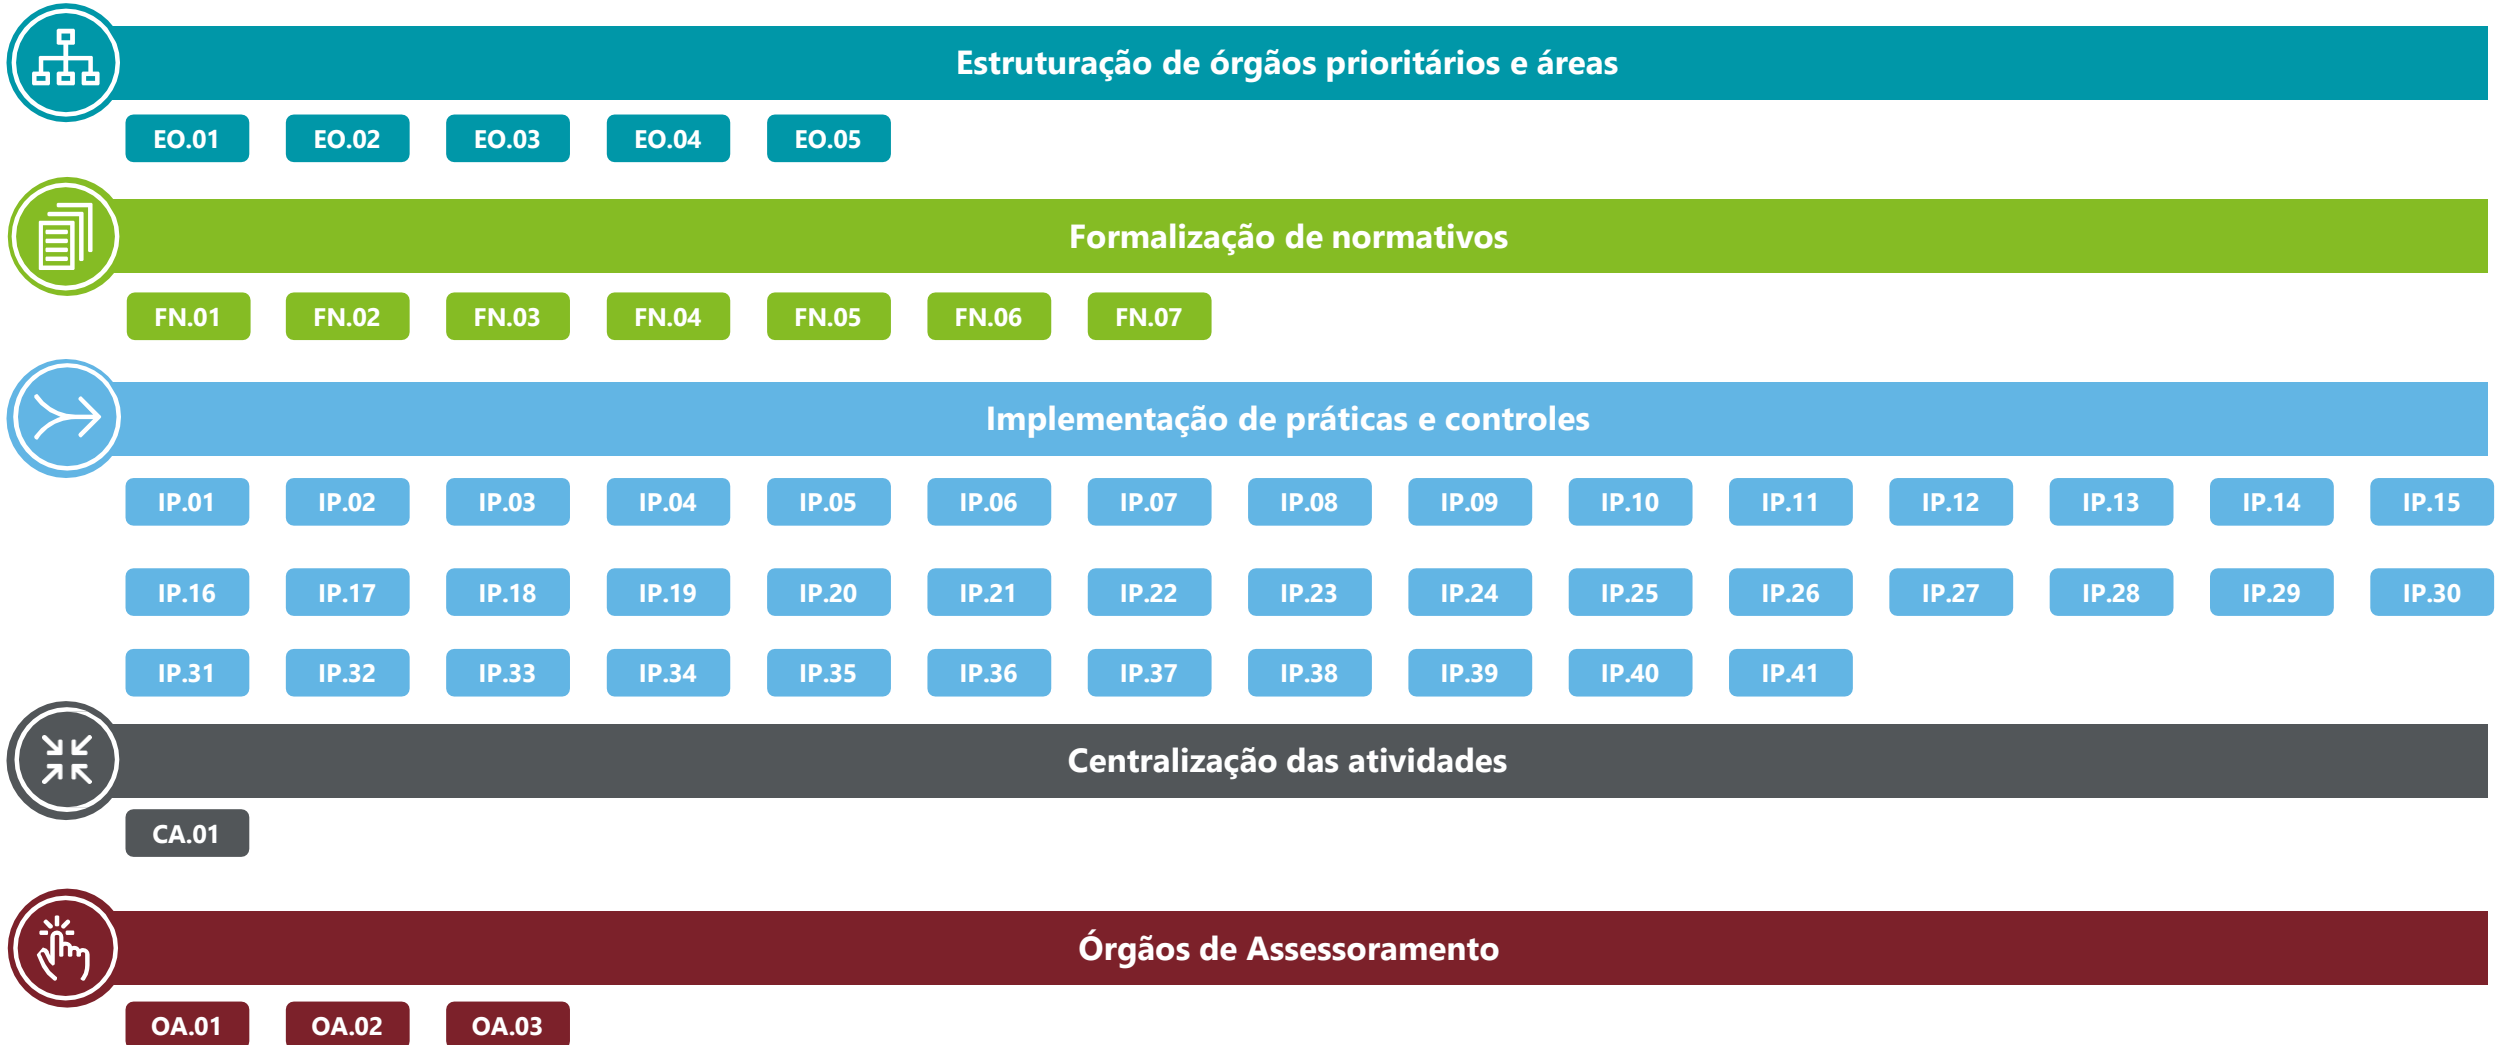 Estruturação de órgãos prioritários e áreas
EO.01 EO.02 EO.03 EO.04 EO.05
Formalização de normativos
FN.01 FN.02 FN.03 FN.04 FN.05 FN.06 FN.07
Implementação de práticas e controles
IP.01 IP.02 IP.03 IP.04 IP.05 IP.06 IP.07 IP.08 IP.09 IP.10 IP.11 IP.12 IP.13 IP.14 IP.15
IP.16 IP.17 IP.18 IP.19 IP.20 IP.21 IP.22 IP.23 IP.24 IP.25 IP.26 IP.27 IP.28 IP.29 IP.30
IP.31 IP.32 IP.33 IP.34 IP.35 IP.36 IP.37 IP.38 IP.39 IP.40 IP.41
Centralização das atividades
CA.01
Órgãos de Assessoramento
OA.01 OA.02 OA.03